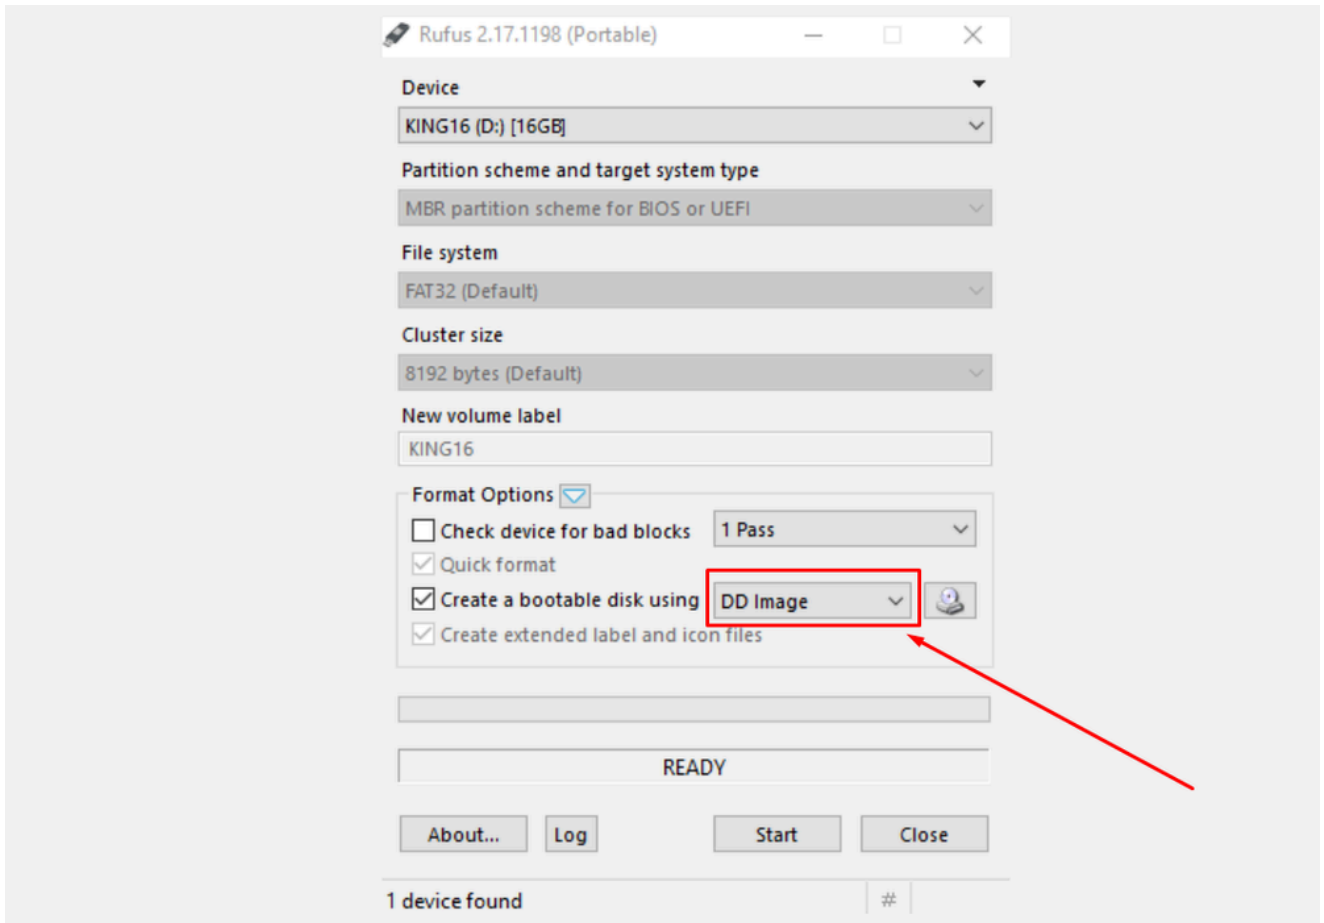 Rufus 2.17.1198 (Portable)
Device
KING16 (D:) [16GB]
Partition scheme and target system type
MBR partition scheme for BIOS or UEFI
File system
FAT32 (Default)
Cluster size
8192 bytes (Default)
New volume label
KING16
Format Options
Check device for bad blocks 1 Pass
Quick format
Create a bootable disk using DD Image
Create extended label and icon files
READY
About... Log Start Close
1 device found #